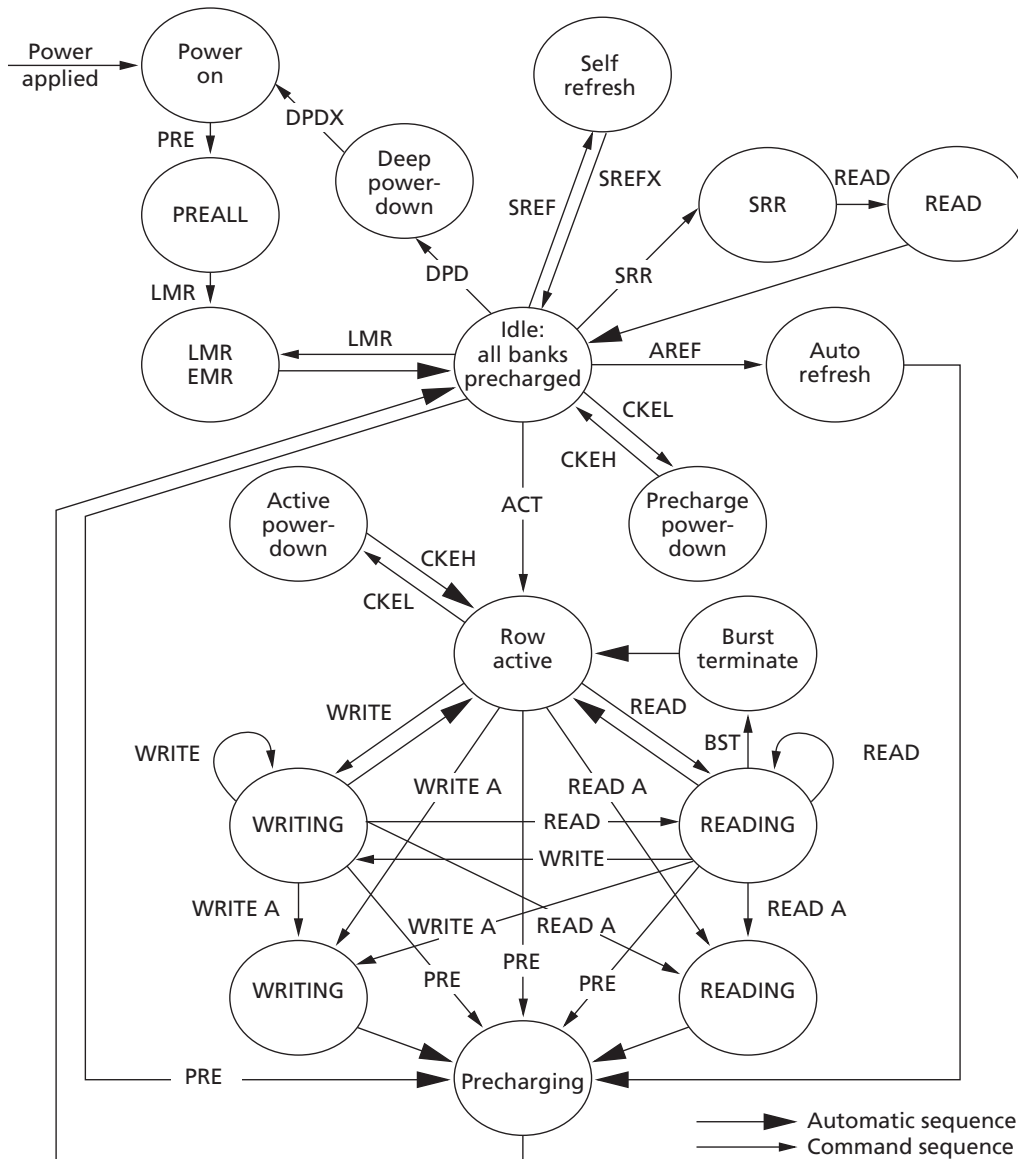 Power
applied
Power
on
Self
refresh
DPDX
PRE
Deep
power-
down
SREFX
READ
SRR
READ
PREALL
SREF
DPD
SRR
LMR
LMR
EMR
LMR
Idle:
all banks
precharged
AREF
Auto
refresh
CKEL
CKEH
ACT
Active
power-
down
Precharge
power-
down
CKEH
CKEL
Row
active
Burst
terminate
WRITE
READ
WRITE
BST
READ
WRITE A
READ A
WRITING
READ
READING
WRITE
WRITE A
WRITE A
READ A
READ A
WRITING
PRE
PRE
PRE
READING
PRE
Precharging
Automatic sequence
Command sequence